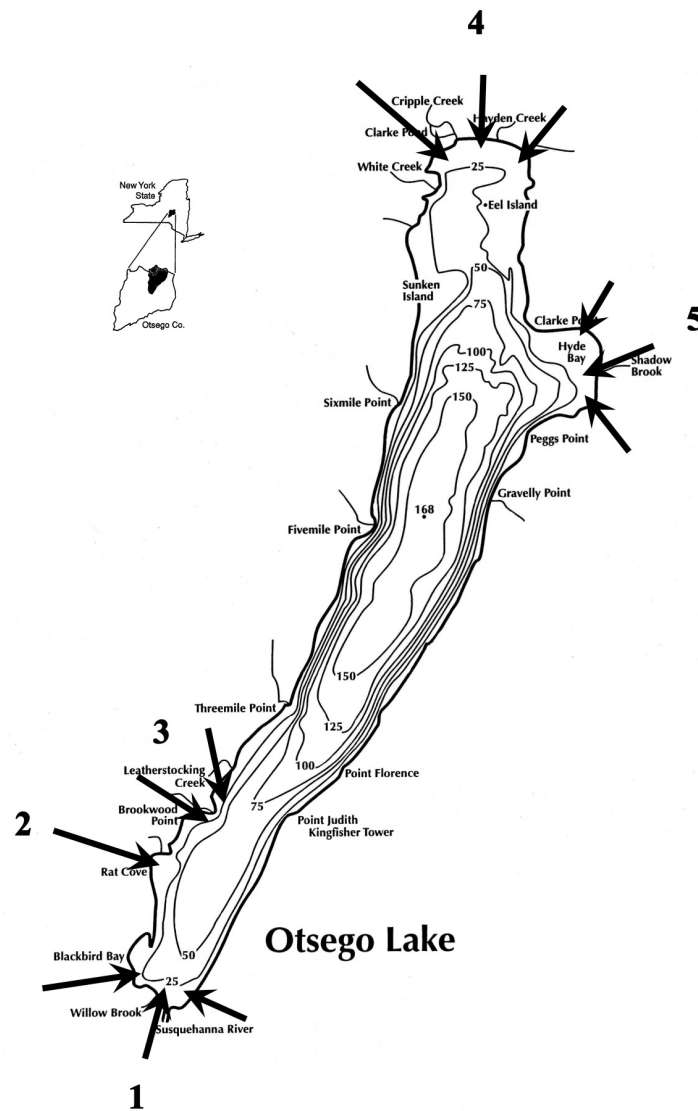 4
Cripple Creek
Hayden Creek
Clarke Pond
White Creek
25
Eel Island
New York
State
Otsego Co.
50
Sunken
Island
75
Clarke Point
5
Hyde
Bay
Shadow
Brook
100
125
Sixmile Point
150
Peggs Point
Gravelly Point
168
Fivemile Point
150
Threemile Point
125
3
100
Leatherstocking
Creek
Point Florence
Brookwood
Point
75
Point Judith
Kingfisher Tower
2
Rat Cove
Otsego Lake
50
Blackbird Bay
25
Willow Brook
Susquehanna River
1